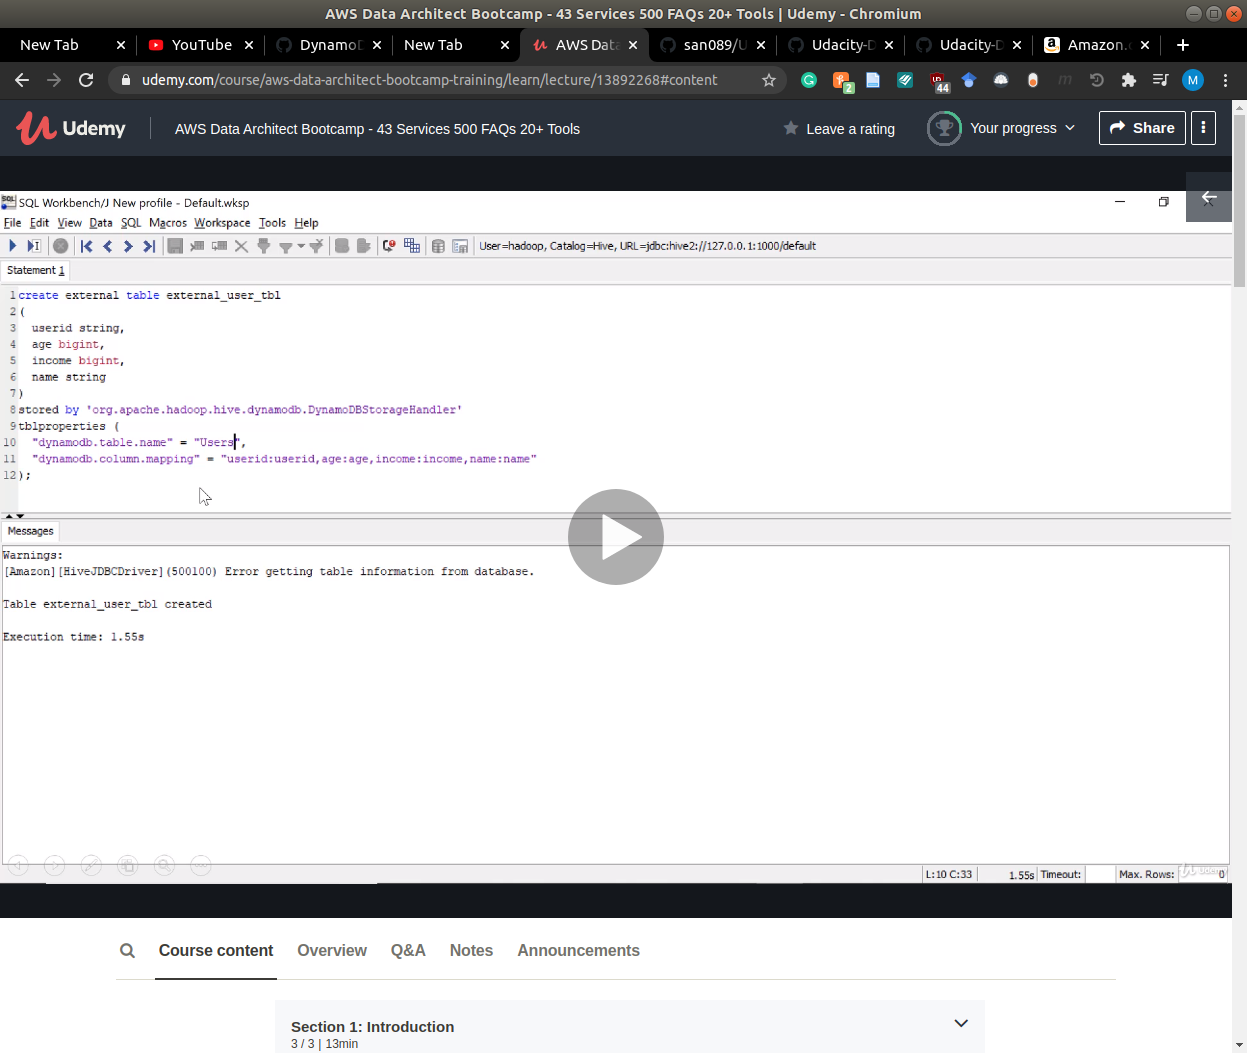 AWS Data Architect Bootcamp - 43 Services 500 FAQs 20+ Tools | Udemy - Chromium
New Tab
YouTube
DynamoD
New Tab
AWS Data
san089/U
Udacity-D
Udacity-D
Amazon.c
udemy.com/course/aws-data-architect-bootcamp-training/learn/lecture/13892268#content
2
44
M
Udemy
AWS Data Architect Bootcamp - 43 Services 500 FAQs 20+ Tools
Leave a rating
Your progress
Share
SQL Workbench/J New profile - Default.wksp
File Edit View Data SQL Macros Workspace Tools Help
User=hadoop, Catalog=Hive, URL=jdbc:hive2://127.0.0.1:1000/default
Statement 1
1 create external table external_user_tbl
2 (
3 userid string,
4 age bigint,
5 income bigint,
6 name string
7 )
8 stored by 'org.apache.hadoop.hive.dynamodb.DynamoDBStorageHandler'
9 tblproperties (
10 "dynamodb.table.name" = "Users",
11 "dynamodb.column.mapping" = "userid:userid,age:age,income:income,name:name"
12 );
Messages
Warnings:
[Amazon][HiveJDBCDriver](500100) Error getting table information from database.
Table external_user_tbl created
Execution time: 1.55s
L:10 C:33
1.55s
Timeout:
Max. Rows:
0
Udemy
Course content
Overview
Q&A
Notes
Announcements
Section 1: Introduction
3 / 3 | 13min